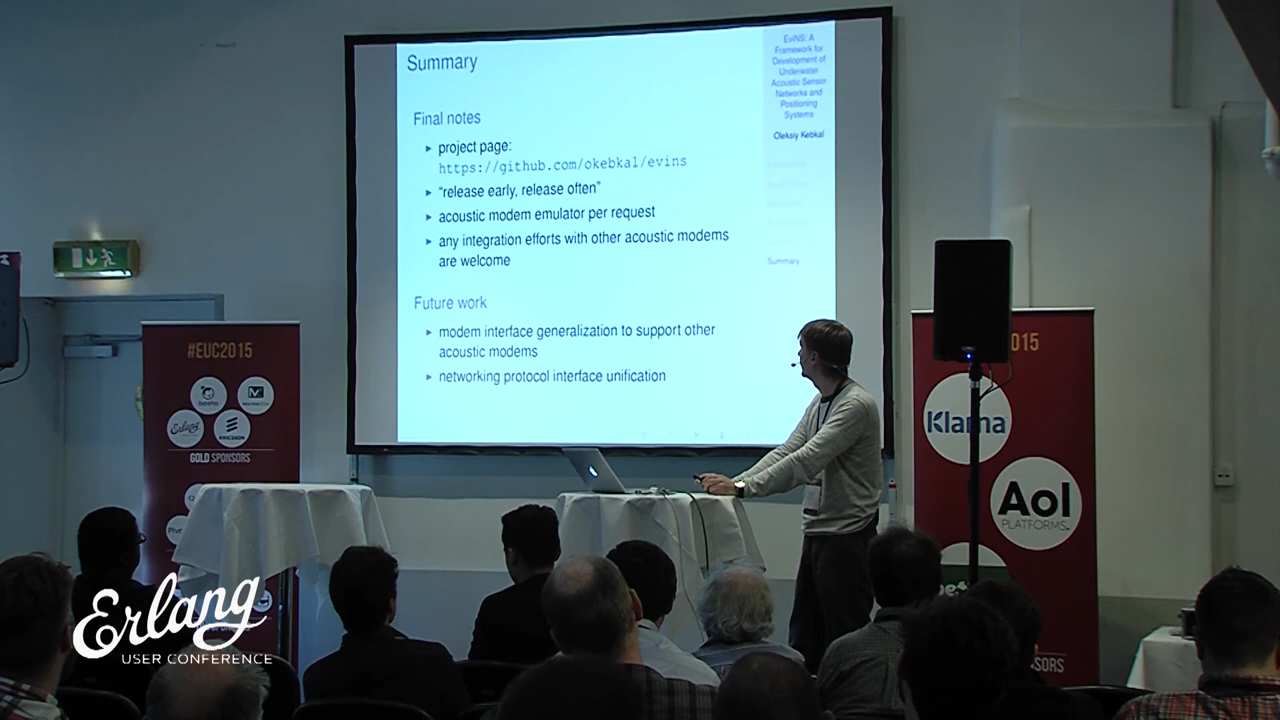 Summary
Final notes
project page:
https://github.com/okebkal/evins
“release early, release often”
acoustic modem emulator per request
any integration efforts with other acoustic modems
are welcome
Future work
modem interface generalization to support other
acoustic modems
networking protocol interface unification
EviNS: A
Framework for
Development of
Underwater
Acoustic Sensor
Networks and
Positioning
Systems
Oleksiy Kebkal
Summary
#EUC2015
basho
Erlang
ERICSSON
GOLD SPONSORS
015
Klarna
Aol
PLATFORMS.
SORS
Erlang
USER CONFERENCE